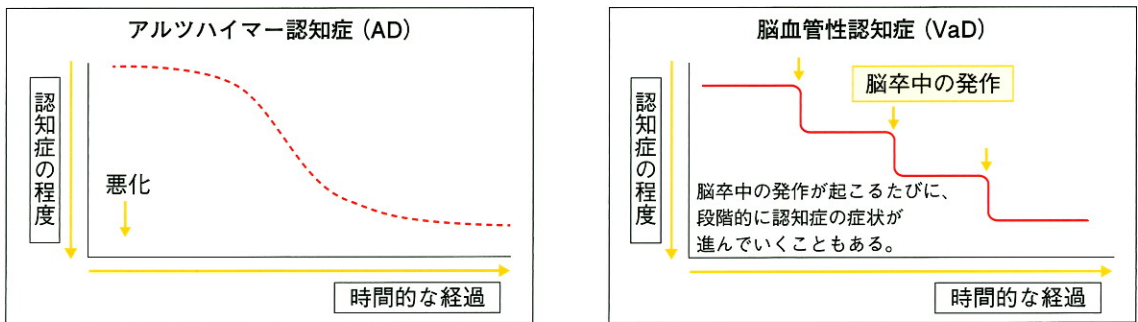 アルツハイマー認知症（AD）
認知症の程度
悪化
時間的な経過
脳血管性認知症（VaD）
認知症の程度
脳卒中の発作
脳卒中の発作が起こるたびに、
段階的に認知症の症状が
進んでいくこともある。
時間的な経過